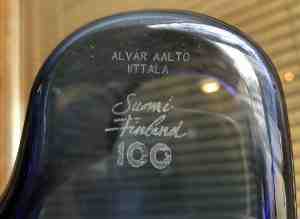 ALVAR AALTO
IITTALA
Suomi
Finland
100